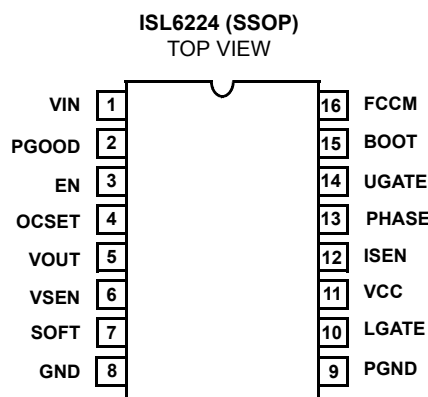 ISL6224 (SSOP)
TOP VIEW
VIN 1 16 FCCM
PGOOD 2 15 BOOT
EN 3 14 UGATE
OCSET 4 13 PHASE
VOUT 5 12 ISEN
VSEN 6 11 VCC
SOFT 7 10 LGATE
GND 8 9 PGND